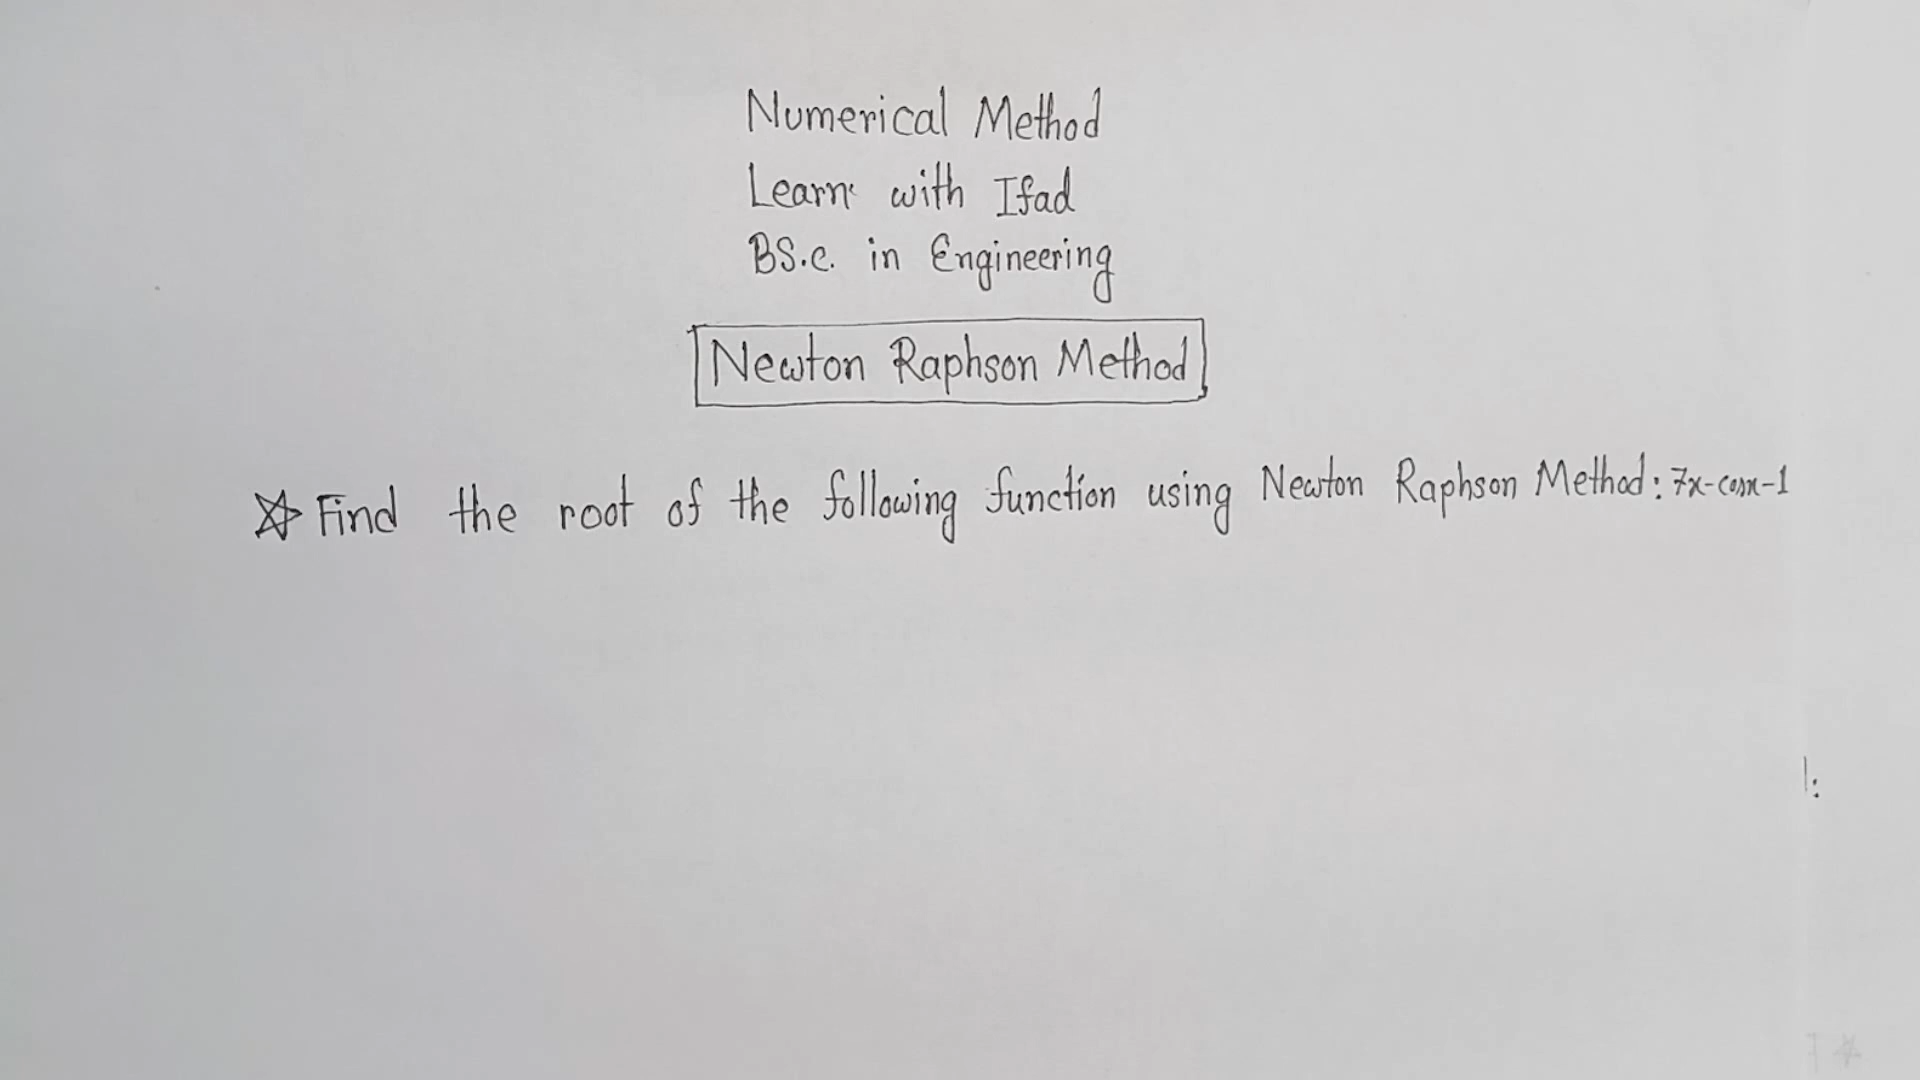 Numerical Method
Learn with Ifad
BS.c. in Engineering
Newton Raphson Method
☆ Find the root of the following function using Newton Raphson Method: 7x-cosx-1